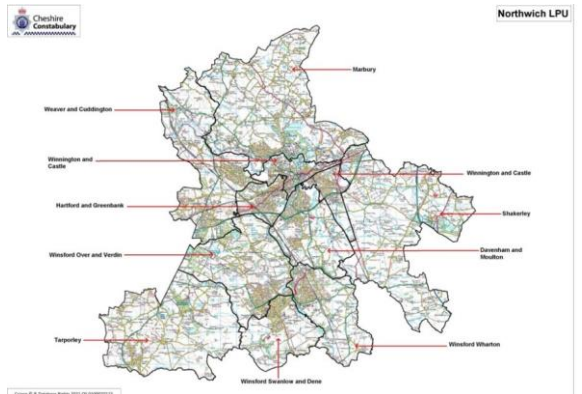 Cheshire
Constabulary
Northwich LPU
Marbury
Weaver and Cuddington
Winnington and
Castle
Winnington and Castle
Hartford and Greenbank
Shakerley
Winsford Over and Verdin
Davenham and
Moulton
Tarporley
Winsford Wharton
Winsford Swanlow and Dene